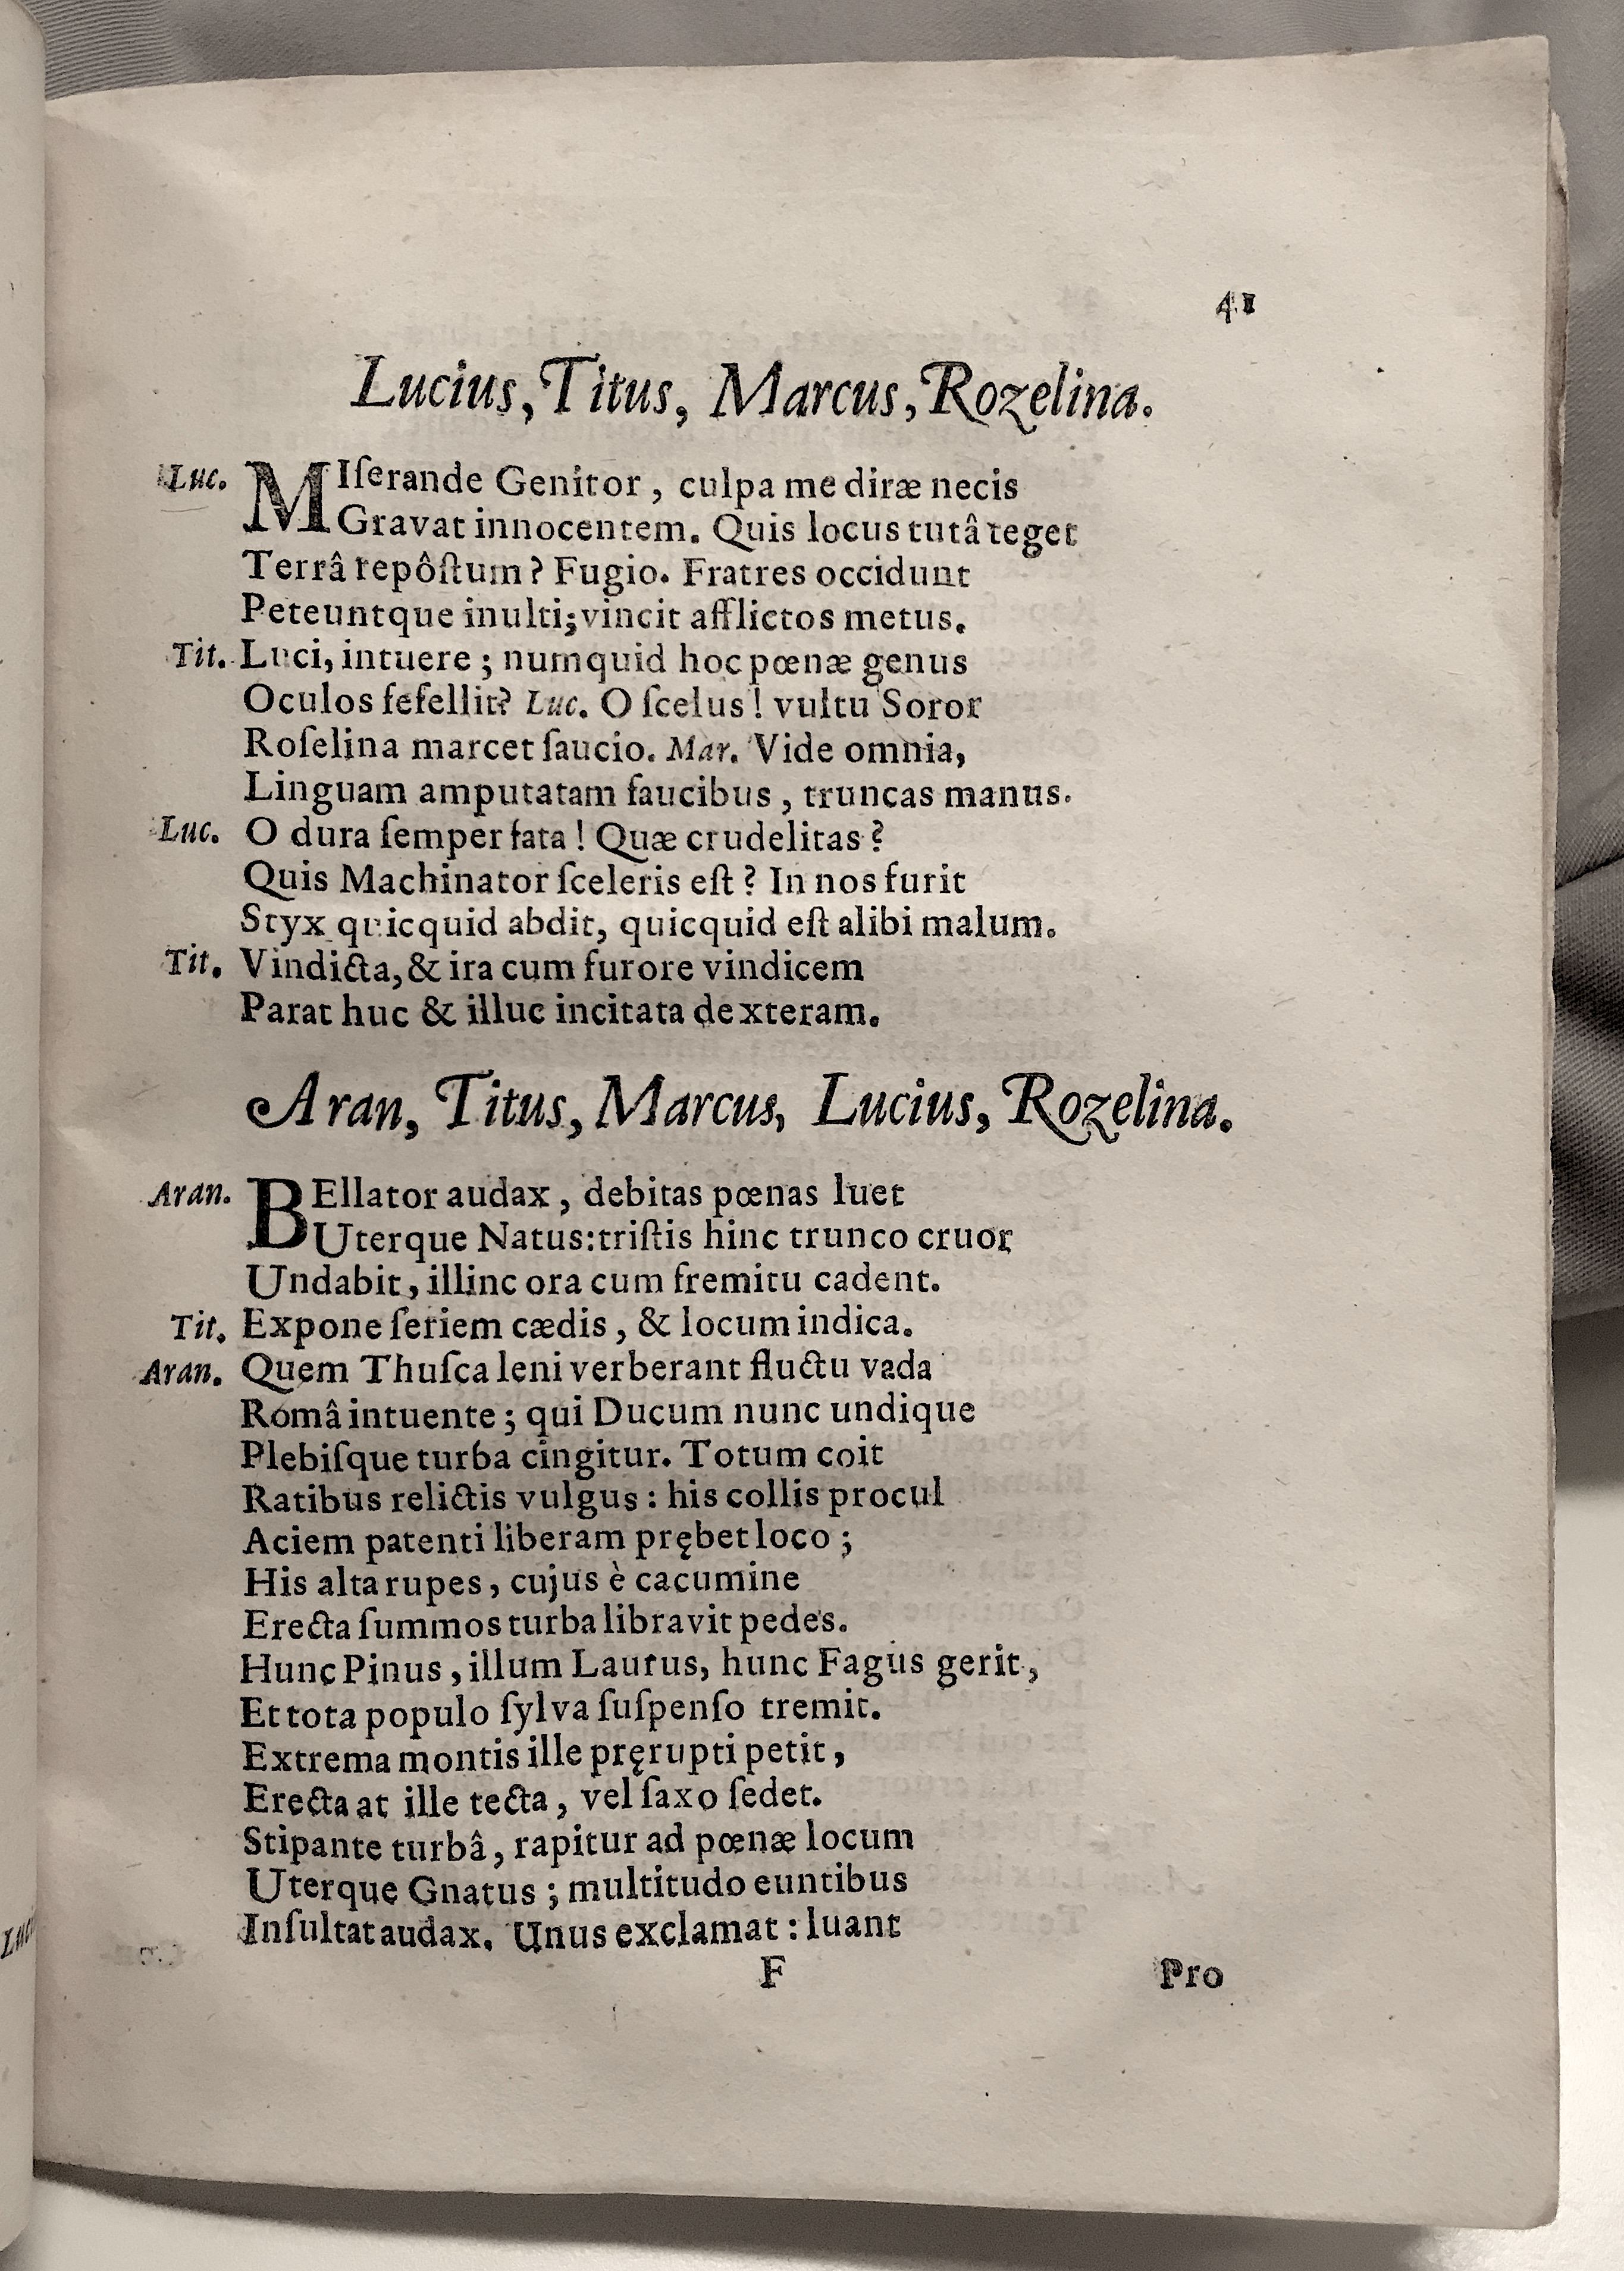 41
Lucius, Titus, Marcus, Rozelina.
Luc. MIſerande Genitor, culpa me diræ necis
Gravat innocentem. Quis locus tutâ teget
Terrâ repôſtum? Fugio. Fratres occidunt
Peteuntque inulti; vincit afflictos metus.
Tit. Luci, intuere; numquid hoc pœnæ genus
Oculos fefellit? Luc. O ſcelus! vultu Soror
Roſelina marcet ſaucio. Mar. Vide omnia,
Linguam amputatam faucibus, truncas manus.
Luc. O dura ſemper fata! Quæ crudelitas?
Quis Machinator ſceleris eſt? In nos furit
Styx quicquid abdit, quicquid eſt alibi malum.
Tit. Vindicta, & ira cum furore vindicem
Parat huc & illuc incitata dexteram.
Aran, Titus, Marcus, Lucius, Rozelina.
Aran. BEllator audax, debitas pœnas luet
Uterque Natus: triſtis hinc trunco cruor
Undabit, illinc ora cum fremitu cadent.
Tit. Expone ſeriem cædis, & locum indica.
Aran. Quem Thuſca leni verberant fluctu vada
Româ intuente; qui Ducum nunc undique
Plebiſque turba cingitur. Totum coit
Ratibus relictis vulgus: his collis procul
Aciem patenti liberam prębet loco;
His alta rupes, cujus è cacumine
Erecta ſummos turba libravit pedes.
Hunc Pinus, illum Laurus, hunc Fagus gerit,
Et tota populo ſylva ſuſpenſo tremit.
Extrema montis ille pręrupti petit,
Erecta at ille tecta, vel ſaxo ſedet.
Stipante turbâ, rapitur ad pœnæ locum
Uterque Gnatus; multitudo euntibus
Inſultat audax. Unus exclamat: luant
F Pro